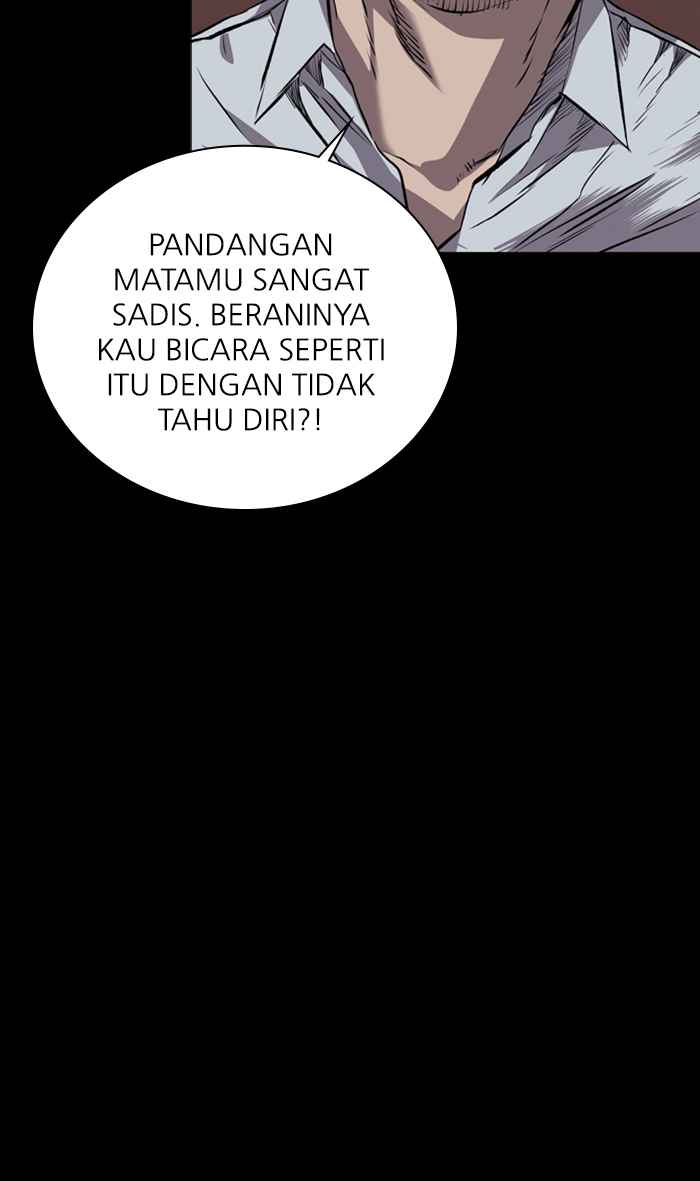 PANDANGAN
MATAMU SANGAT
SADIS. BERANINYA
KAU BICARA SEPERTI
ITU DENGAN TIDAK
TAHU DIRI?!